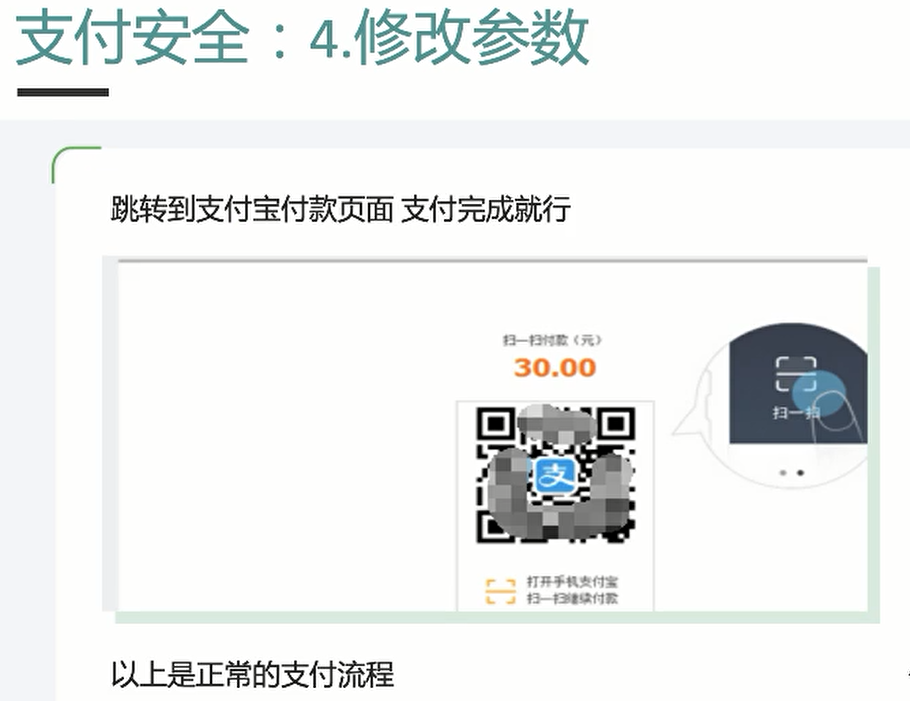 支付安全：4.修改参数
跳转到支付宝付款页面 支付完成就行
扫一扫付款（元）
30.00
扫一扫
支
打开手机支付宝
扫一扫继续付款
以上是正常的支付流程